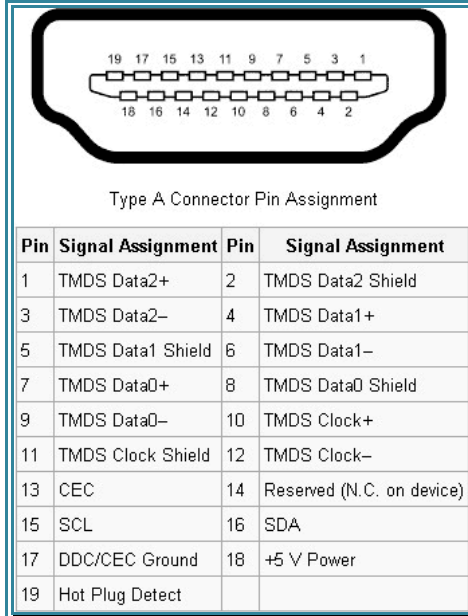 19 17 15 13 11 9 7 5 3 1
18 16 14 12 10 8 6 4 2
Type A Connector Pin Assignment
Pin Signal Assignment Pin Signal Assignment
1 TMDS Data2+ 2 TMDS Data2 Shield
3 TMDS Data2– 4 TMDS Data1+
5 TMDS Data1 Shield 6 TMDS Data1–
7 TMDS Data0+ 8 TMDS Data0 Shield
9 TMDS Data0– 10 TMDS Clock+
11 TMDS Clock Shield 12 TMDS Clock–
13 CEC 14 Reserved (N.C. on device)
15 SCL 16 SDA
17 DDC/CEC Ground 18 +5 V Power
19 Hot Plug Detect